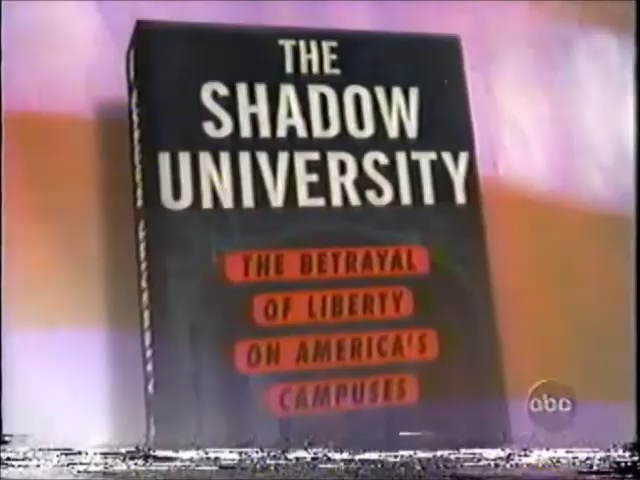 THE
SHADOW
UNIVERSITY
THE BETRAYAL
OF LIBERTY
ON AMERICA'S
CAMPUSES
abc